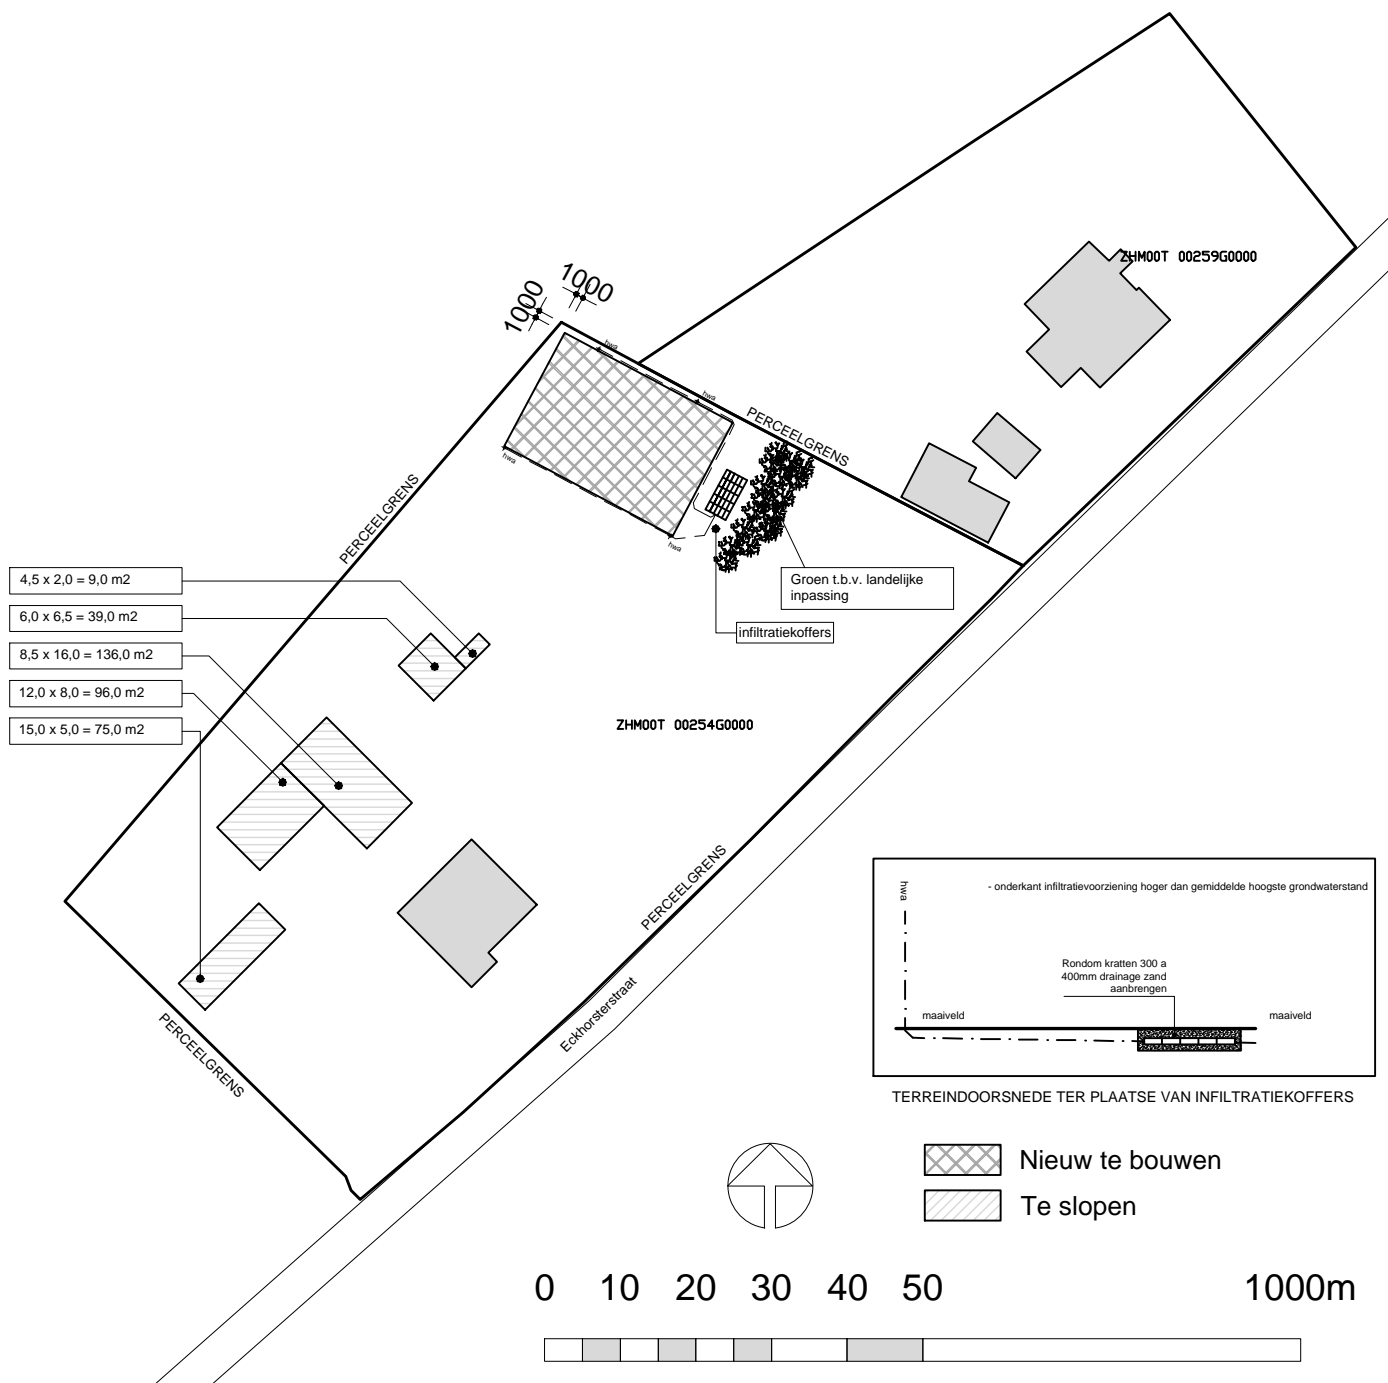 ZHM00T 00259G0000
1000
1000
hwa
hwa
PERCEELGRENS
hwa
hwa
PERCEELGRENS
4,5 x 2,0 = 9,0 m2
6,0 x 6,5 = 39,0 m2
8,5 x 16,0 = 136,0 m2
12,0 x 8,0 = 96,0 m2
15,0 x 5,0 = 75,0 m2
Groen t.b.v. landelijke
inpassing
infiltratiekoffers
ZHM00T 00254G0000
PERCEELGRENS
Eckhorsterstraat
PERCEELGRENS
hwa
- onderkant infiltratievoorziening hoger dan gemiddelde hoogste grondwaterstand
Rondom kratten 300 a
400mm drainage zand
aanbrengen
maaiveld
maaiveld
TERREINDOORSNEDE TER PLAATSE VAN INFILTRATIEKOFFERS
Nieuw te bouwen
Te slopen
0 10 20 30 40 50 1000m